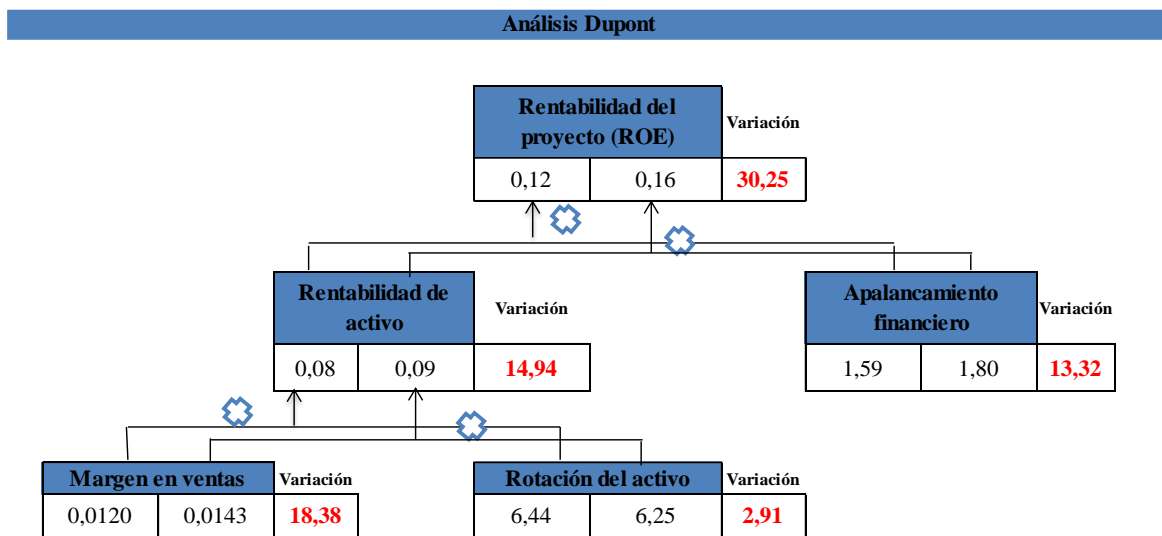 Análisis Dupont
Rentabilidad del
proyecto (ROE)
Variación
0,12 0,16 30,25
Rentabilidad de
activo
Variación
0,08 0,09 14,94
Apalancamiento
financiero
Variación
1,59 1,80 13,32
Margen en ventas Variación
0,0120 0,0143 18,38
Rotación del activo Variación
6,44 6,25 2,91